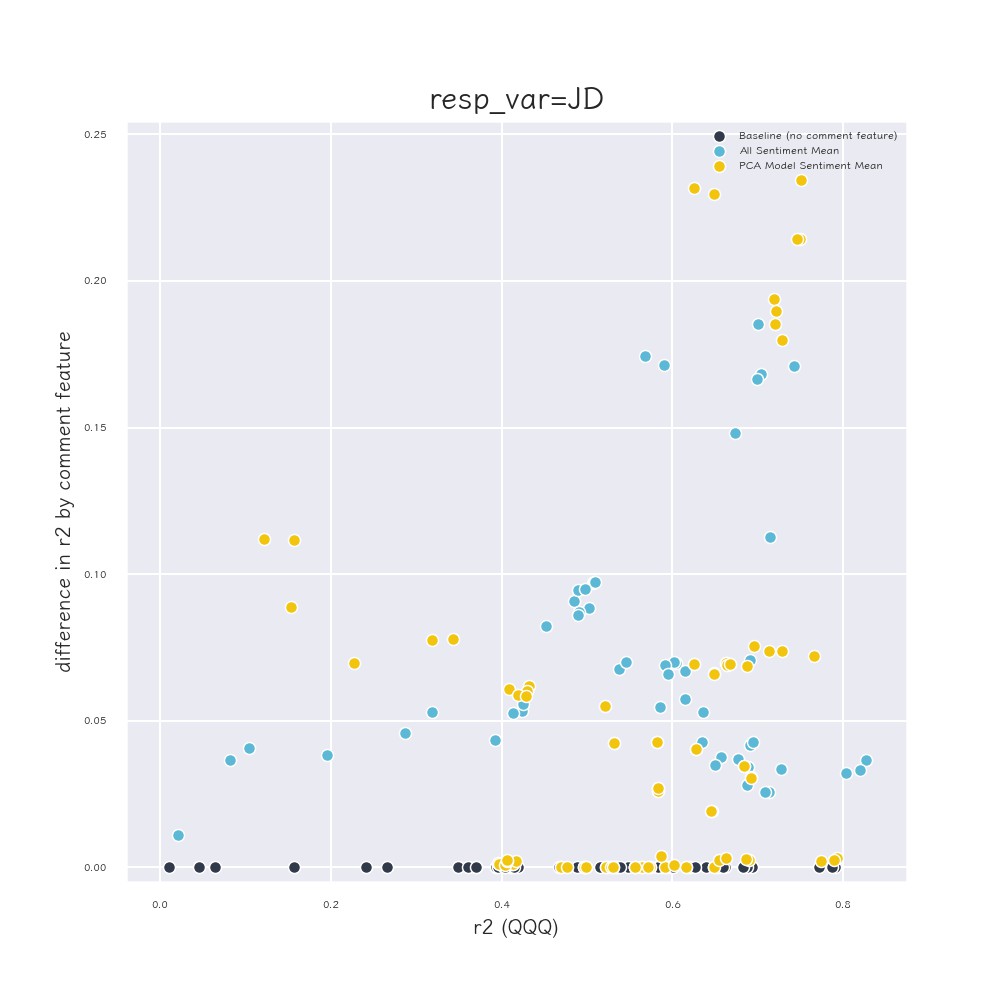 resp_var=JD
Baseline (no comment feature)
All Sentiment Mean
PCA Model Sentiment Mean
0.25
0.20
0.15
0.10
0.05
0.00
difference in r2 by comment feature
0.0 0.2 0.4 0.6 0.8
r2 (QQQ)